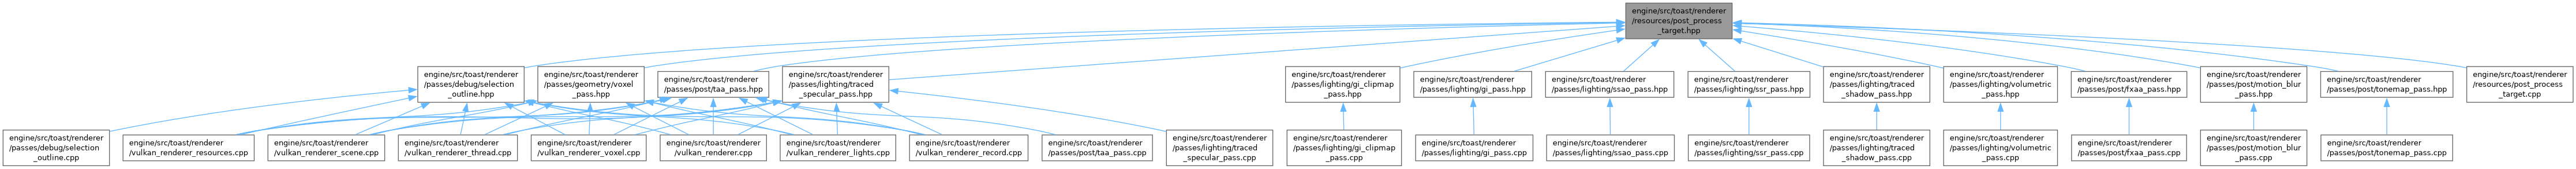 engine/src/toast/renderer
/resources/post_process
_target.hpp
engine/src/toast/renderer
/passes/debug/selection
_outline.hpp
engine/src/toast/renderer
/passes/geometry/voxel
_pass.hpp
engine/src/toast/renderer
/passes/post/taa_pass.hpp
engine/src/toast/renderer
/passes/lighting/traced
_specular_pass.hpp
engine/src/toast/renderer
/passes/lighting/gi_clipmap
_pass.hpp
engine/src/toast/renderer
/passes/lighting/gi_pass.hpp
engine/src/toast/renderer
/passes/lighting/ssao_pass.hpp
engine/src/toast/renderer
/passes/lighting/ssr_pass.hpp
engine/src/toast/renderer
/passes/lighting/traced
_shadow_pass.hpp
engine/src/toast/renderer
/passes/lighting/volumetric
_pass.hpp
engine/src/toast/renderer
/passes/post/fxaa_pass.hpp
engine/src/toast/renderer
/passes/post/motion_blur
_pass.hpp
engine/src/toast/renderer
/passes/post/tonemap_pass.hpp
engine/src/toast/renderer
/resources/post_process
_target.cpp
engine/src/toast/renderer
/passes/debug/selection
_outline.cpp
engine/src/toast/renderer
/vulkan_renderer_resources.cpp
engine/src/toast/renderer
/vulkan_renderer_scene.cpp
engine/src/toast/renderer
/vulkan_renderer_thread.cpp
engine/src/toast/renderer
/vulkan_renderer_voxel.cpp
engine/src/toast/renderer
/vulkan_renderer.cpp
engine/src/toast/renderer
/vulkan_renderer_lights.cpp
engine/src/toast/renderer
/vulkan_renderer_record.cpp
engine/src/toast/renderer
/passes/post/taa_pass.cpp
engine/src/toast/renderer
/passes/lighting/traced
_specular_pass.cpp
engine/src/toast/renderer
/passes/lighting/gi_clipmap
_pass.cpp
engine/src/toast/renderer
/passes/lighting/gi_pass.cpp
engine/src/toast/renderer
/passes/lighting/ssao_pass.cpp
engine/src/toast/renderer
/passes/lighting/ssr_pass.cpp
engine/src/toast/renderer
/passes/lighting/traced
_shadow_pass.cpp
engine/src/toast/renderer
/passes/lighting/volumetric
_pass.cpp
engine/src/toast/renderer
/passes/post/fxaa_pass.cpp
engine/src/toast/renderer
/passes/post/motion_blur
_pass.cpp
engine/src/toast/renderer
/passes/post/tonemap_pass.cpp